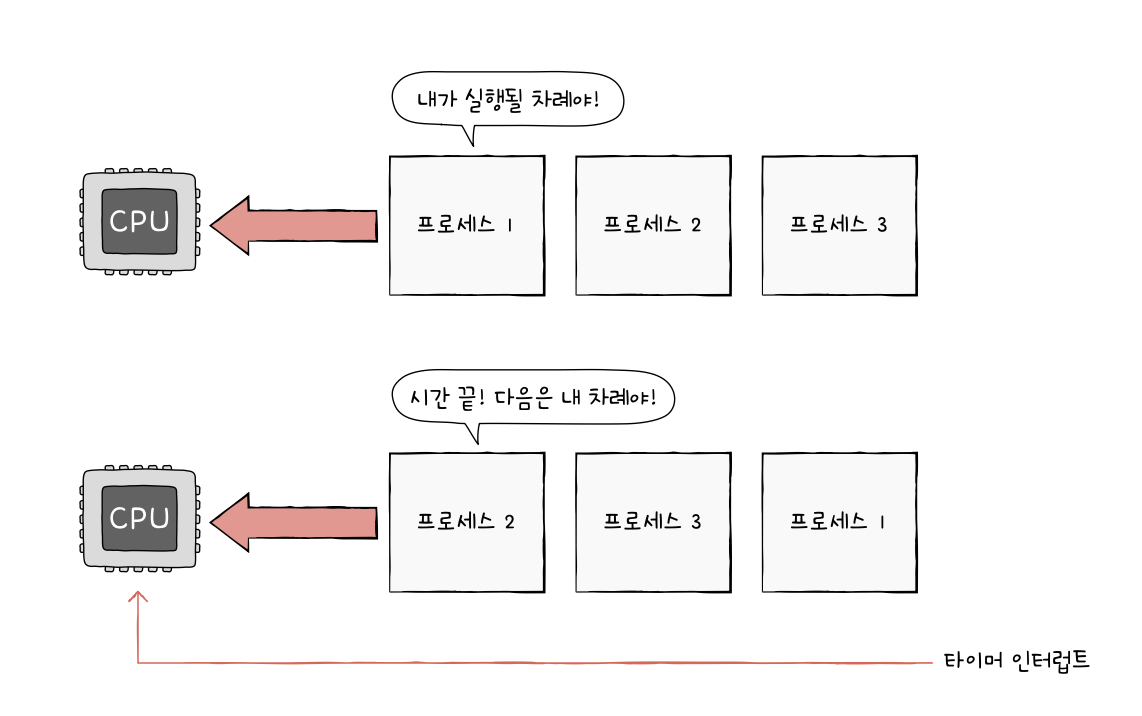 내가 실행될 차례야!
CPU
프로세스 1
프로세스 2
프로세스 3
시간 끝! 다음은 내 차례야!
CPU
프로세스 2
프로세스 3
프로세스 1
타이머 인터럽트